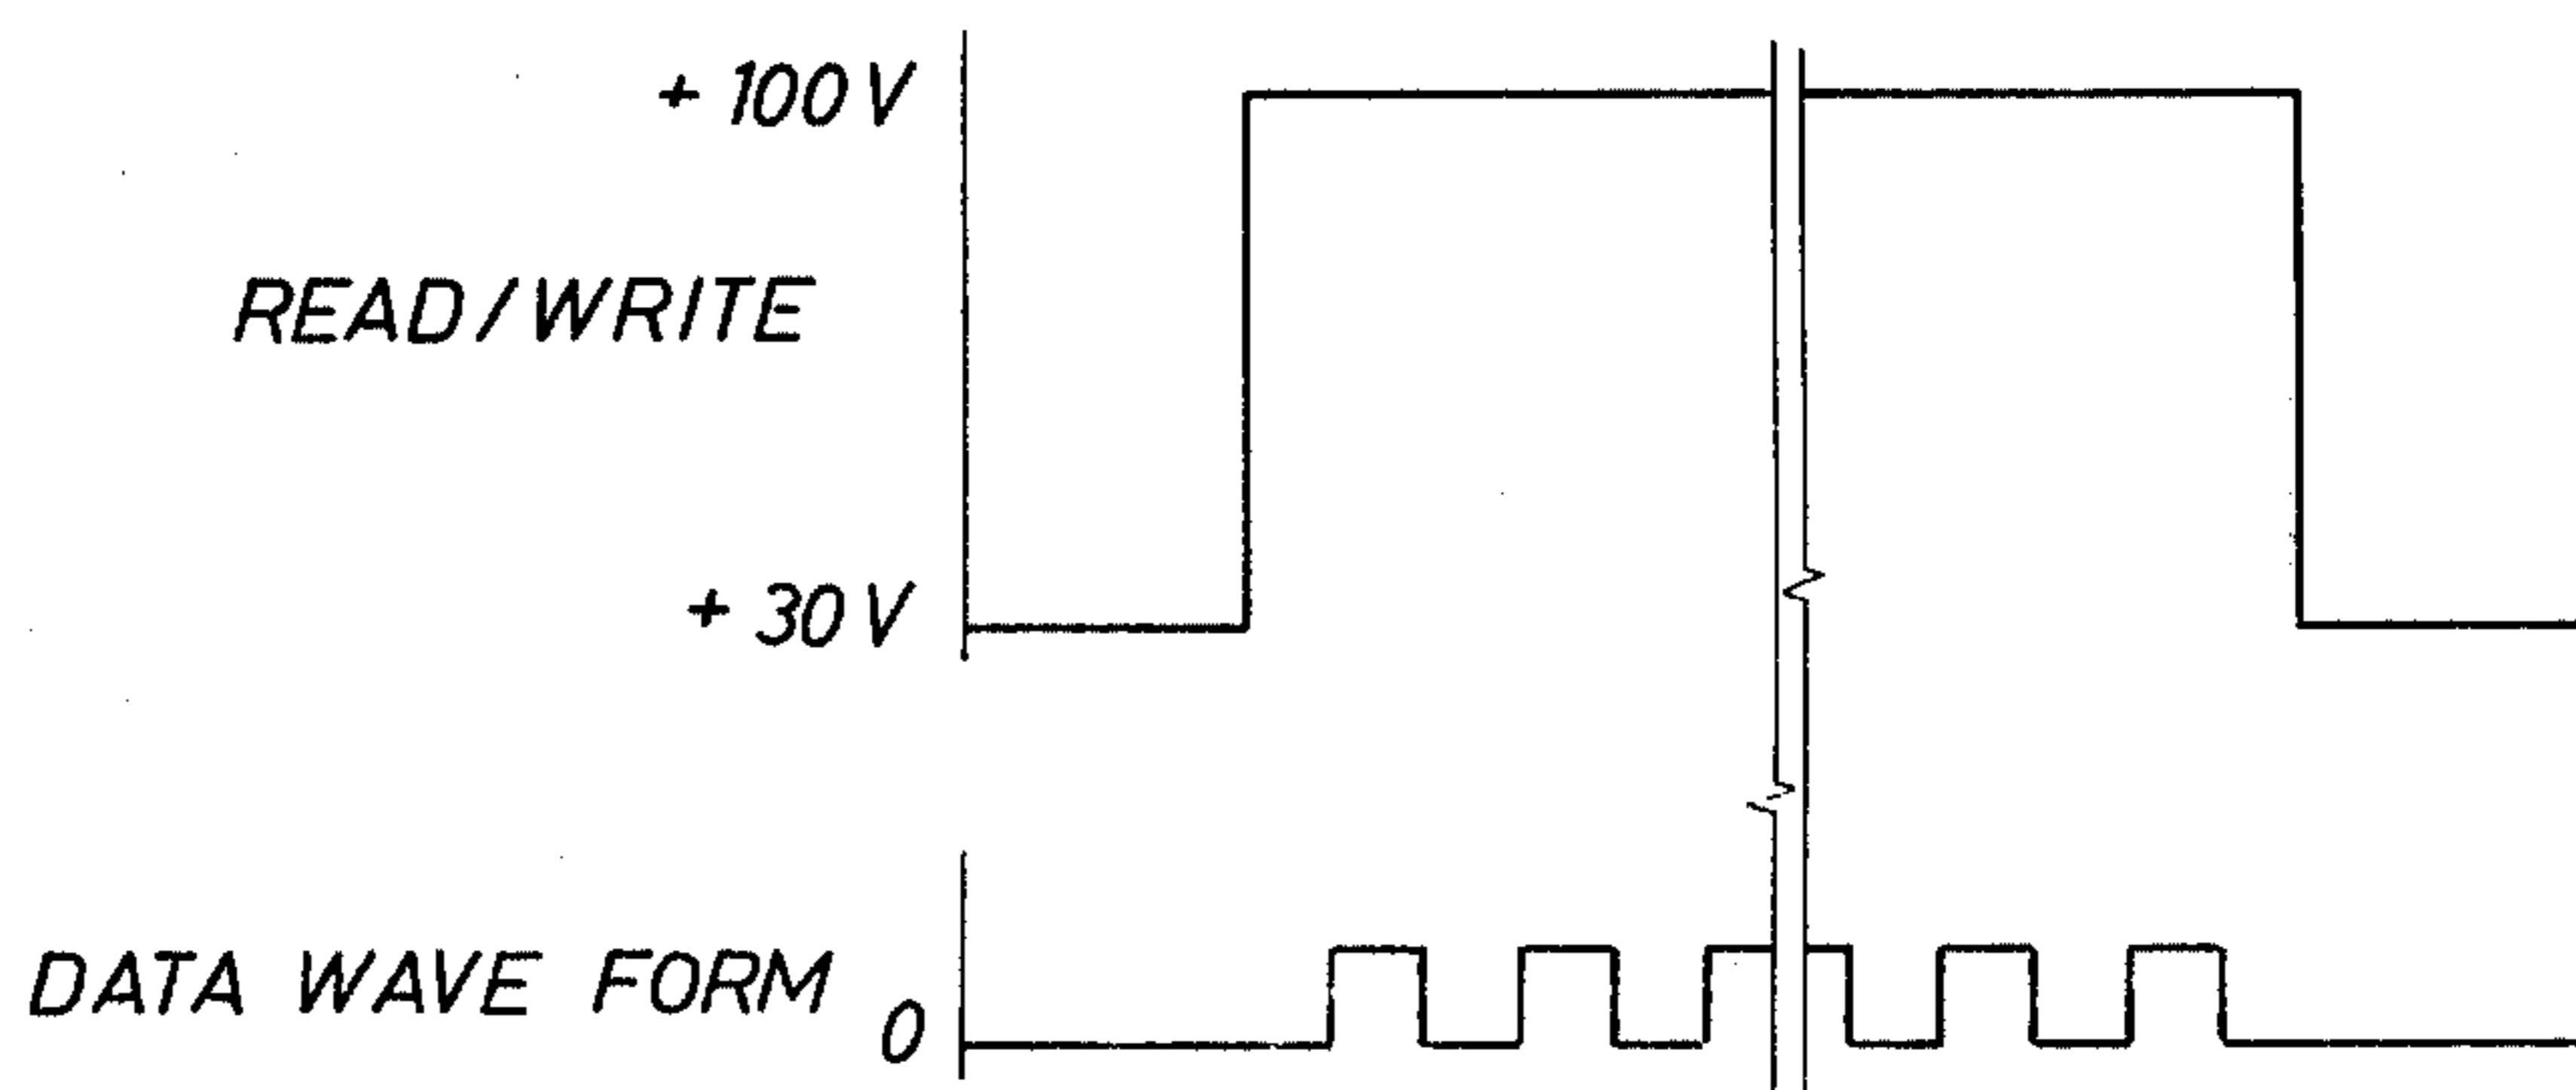 + 100 V
READ/WRITE
+ 30 V
DATA WAVE FORM
0